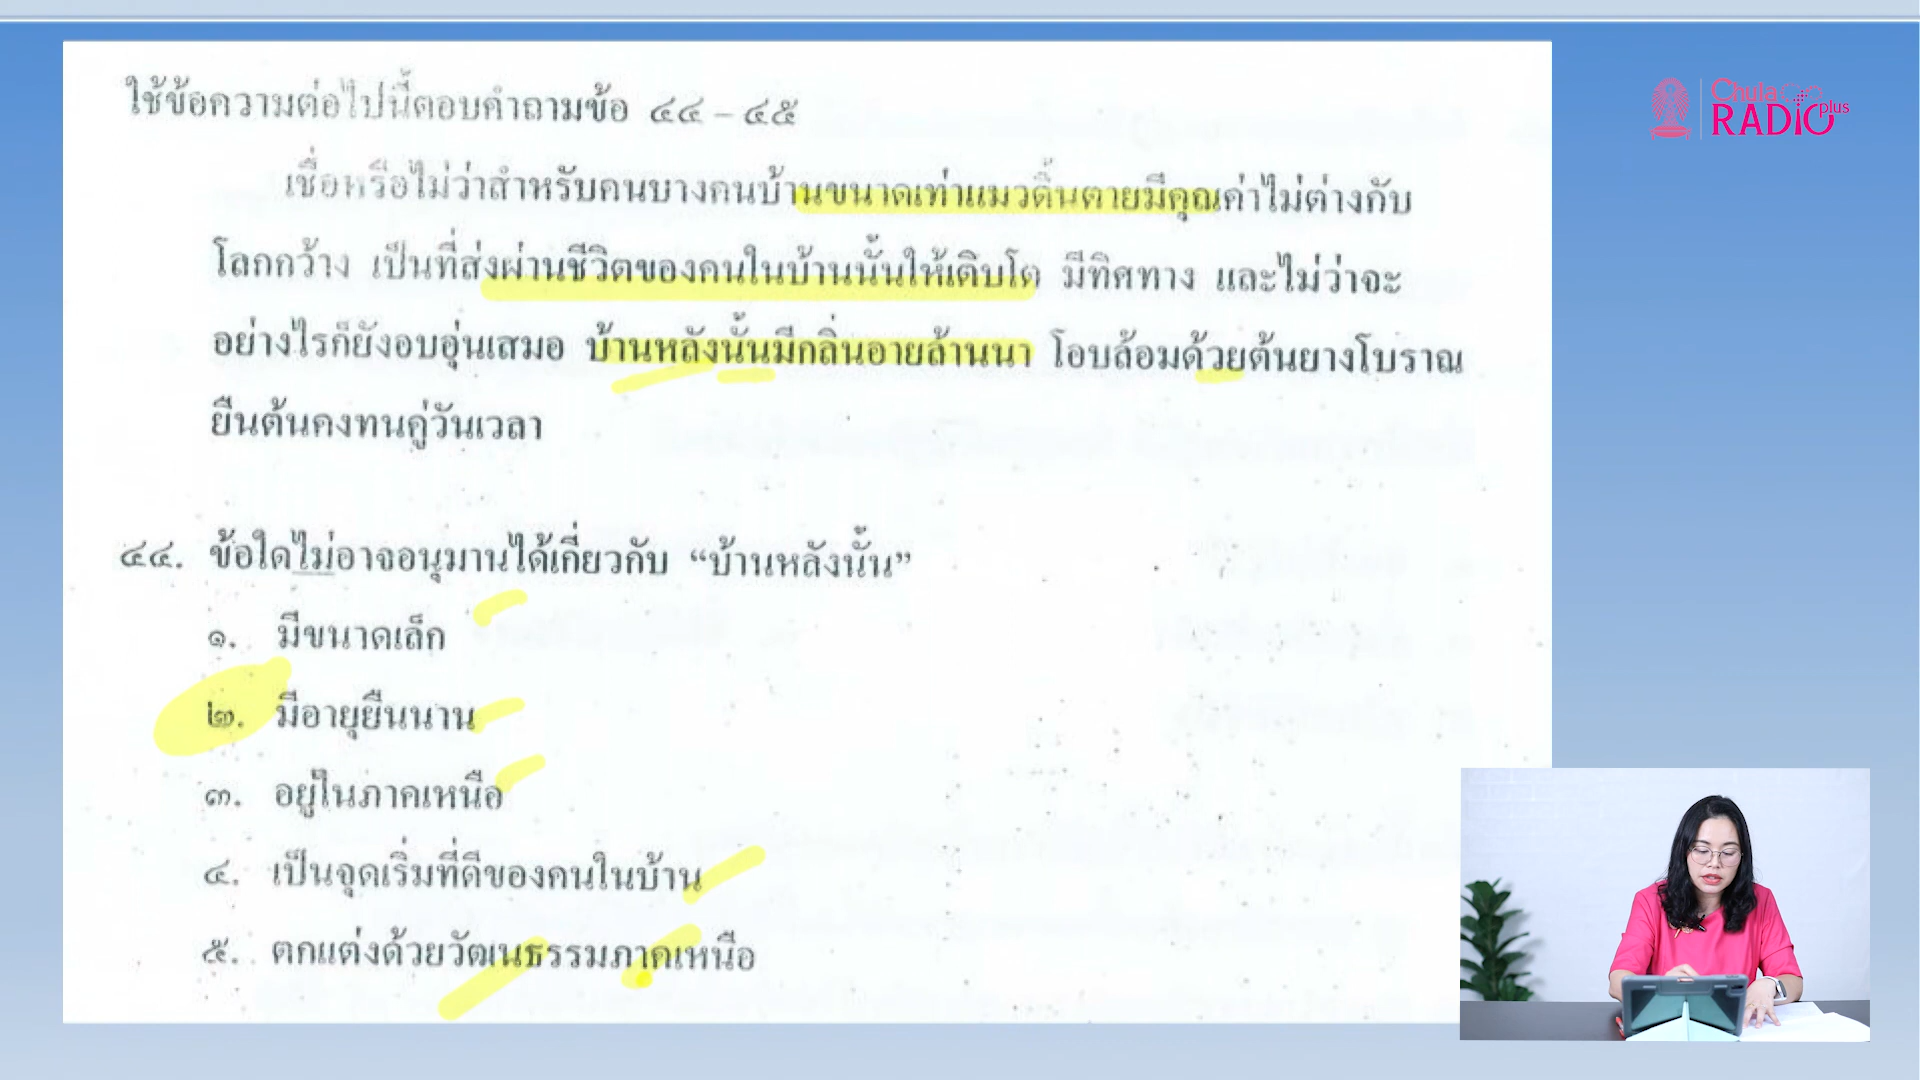 ใช้ข้อความต่อไปนี้ตอบคำถามข้อ ๔๔ – ๔๕
เชื่อหรือไม่ว่าสำหรับคนบางคนบ้านขนาดเท่าแมวดิ้นตายมีคุณค่าไม่ต่างกับ
โลกกว้าง เป็นที่ส่งผ่านชีวิตของคนในบ้านนั้นให้เติบโต มีทิศทาง และไม่ว่าจะ
อย่างไรก็ยังอบอุ่นเสมอ บ้านหลังนั้นมีกลิ่นอายล้านนา โอบล้อมด้วยต้นยางโบราณ
ยืนต้นคงทนคู่วันเวลา
๔๔. ข้อใดไม่อาจอนุมานได้เกี่ยวกับ “บ้านหลังนั้น”
๑. มีขนาดเล็ก
๒. มีอายุยืนนาน
๓. อยู่ในภาคเหนือ
๔. เป็นจุดเริ่มที่ดีของคนในบ้าน
๕. ตกแต่งด้วยวัฒนธรรมภาคเหนือ
Chula
RADIO plus